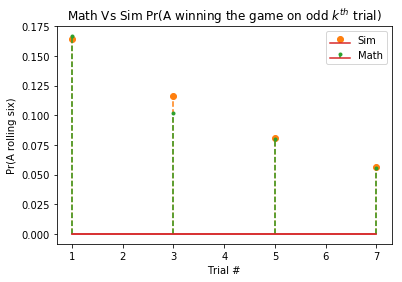 Math Vs Sim Pr(A winning the game on odd k^th trial)
0.175
0.150
0.125
0.100
0.075
0.050
0.025
0.000
Pr(A rolling six)
Sim
Math
1 2 3 4 5 6 7
Trial #